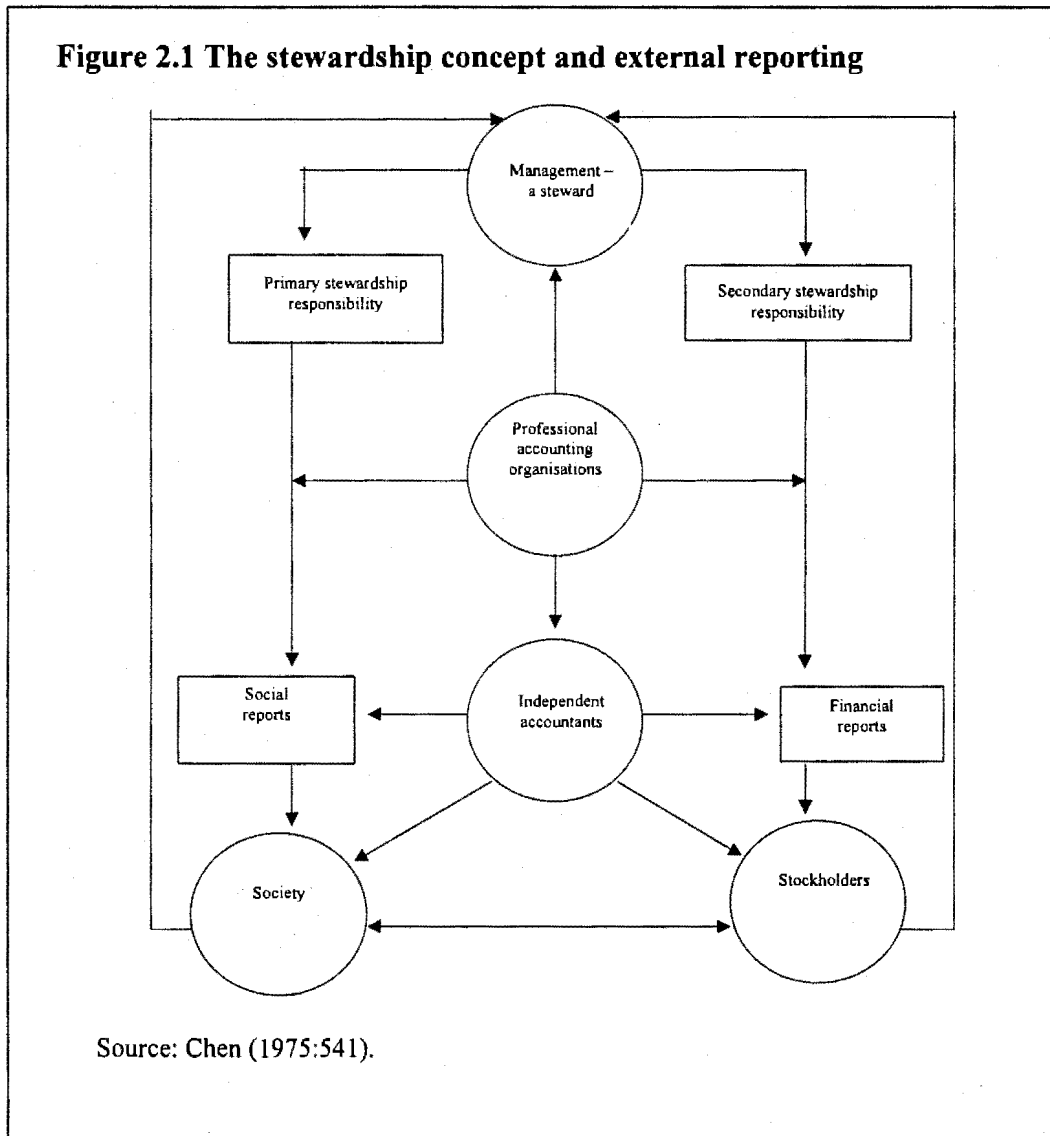 Figure 2.1 The stewardship concept and external reporting
Management –
a steward
Primary stewardship
responsibility
Secondary stewardship
responsibility
Professional
accounting
organisations
Social
reports
Independent
accountants
Financial
reports
Society
Stockholders
Source: Chen (1975:541).